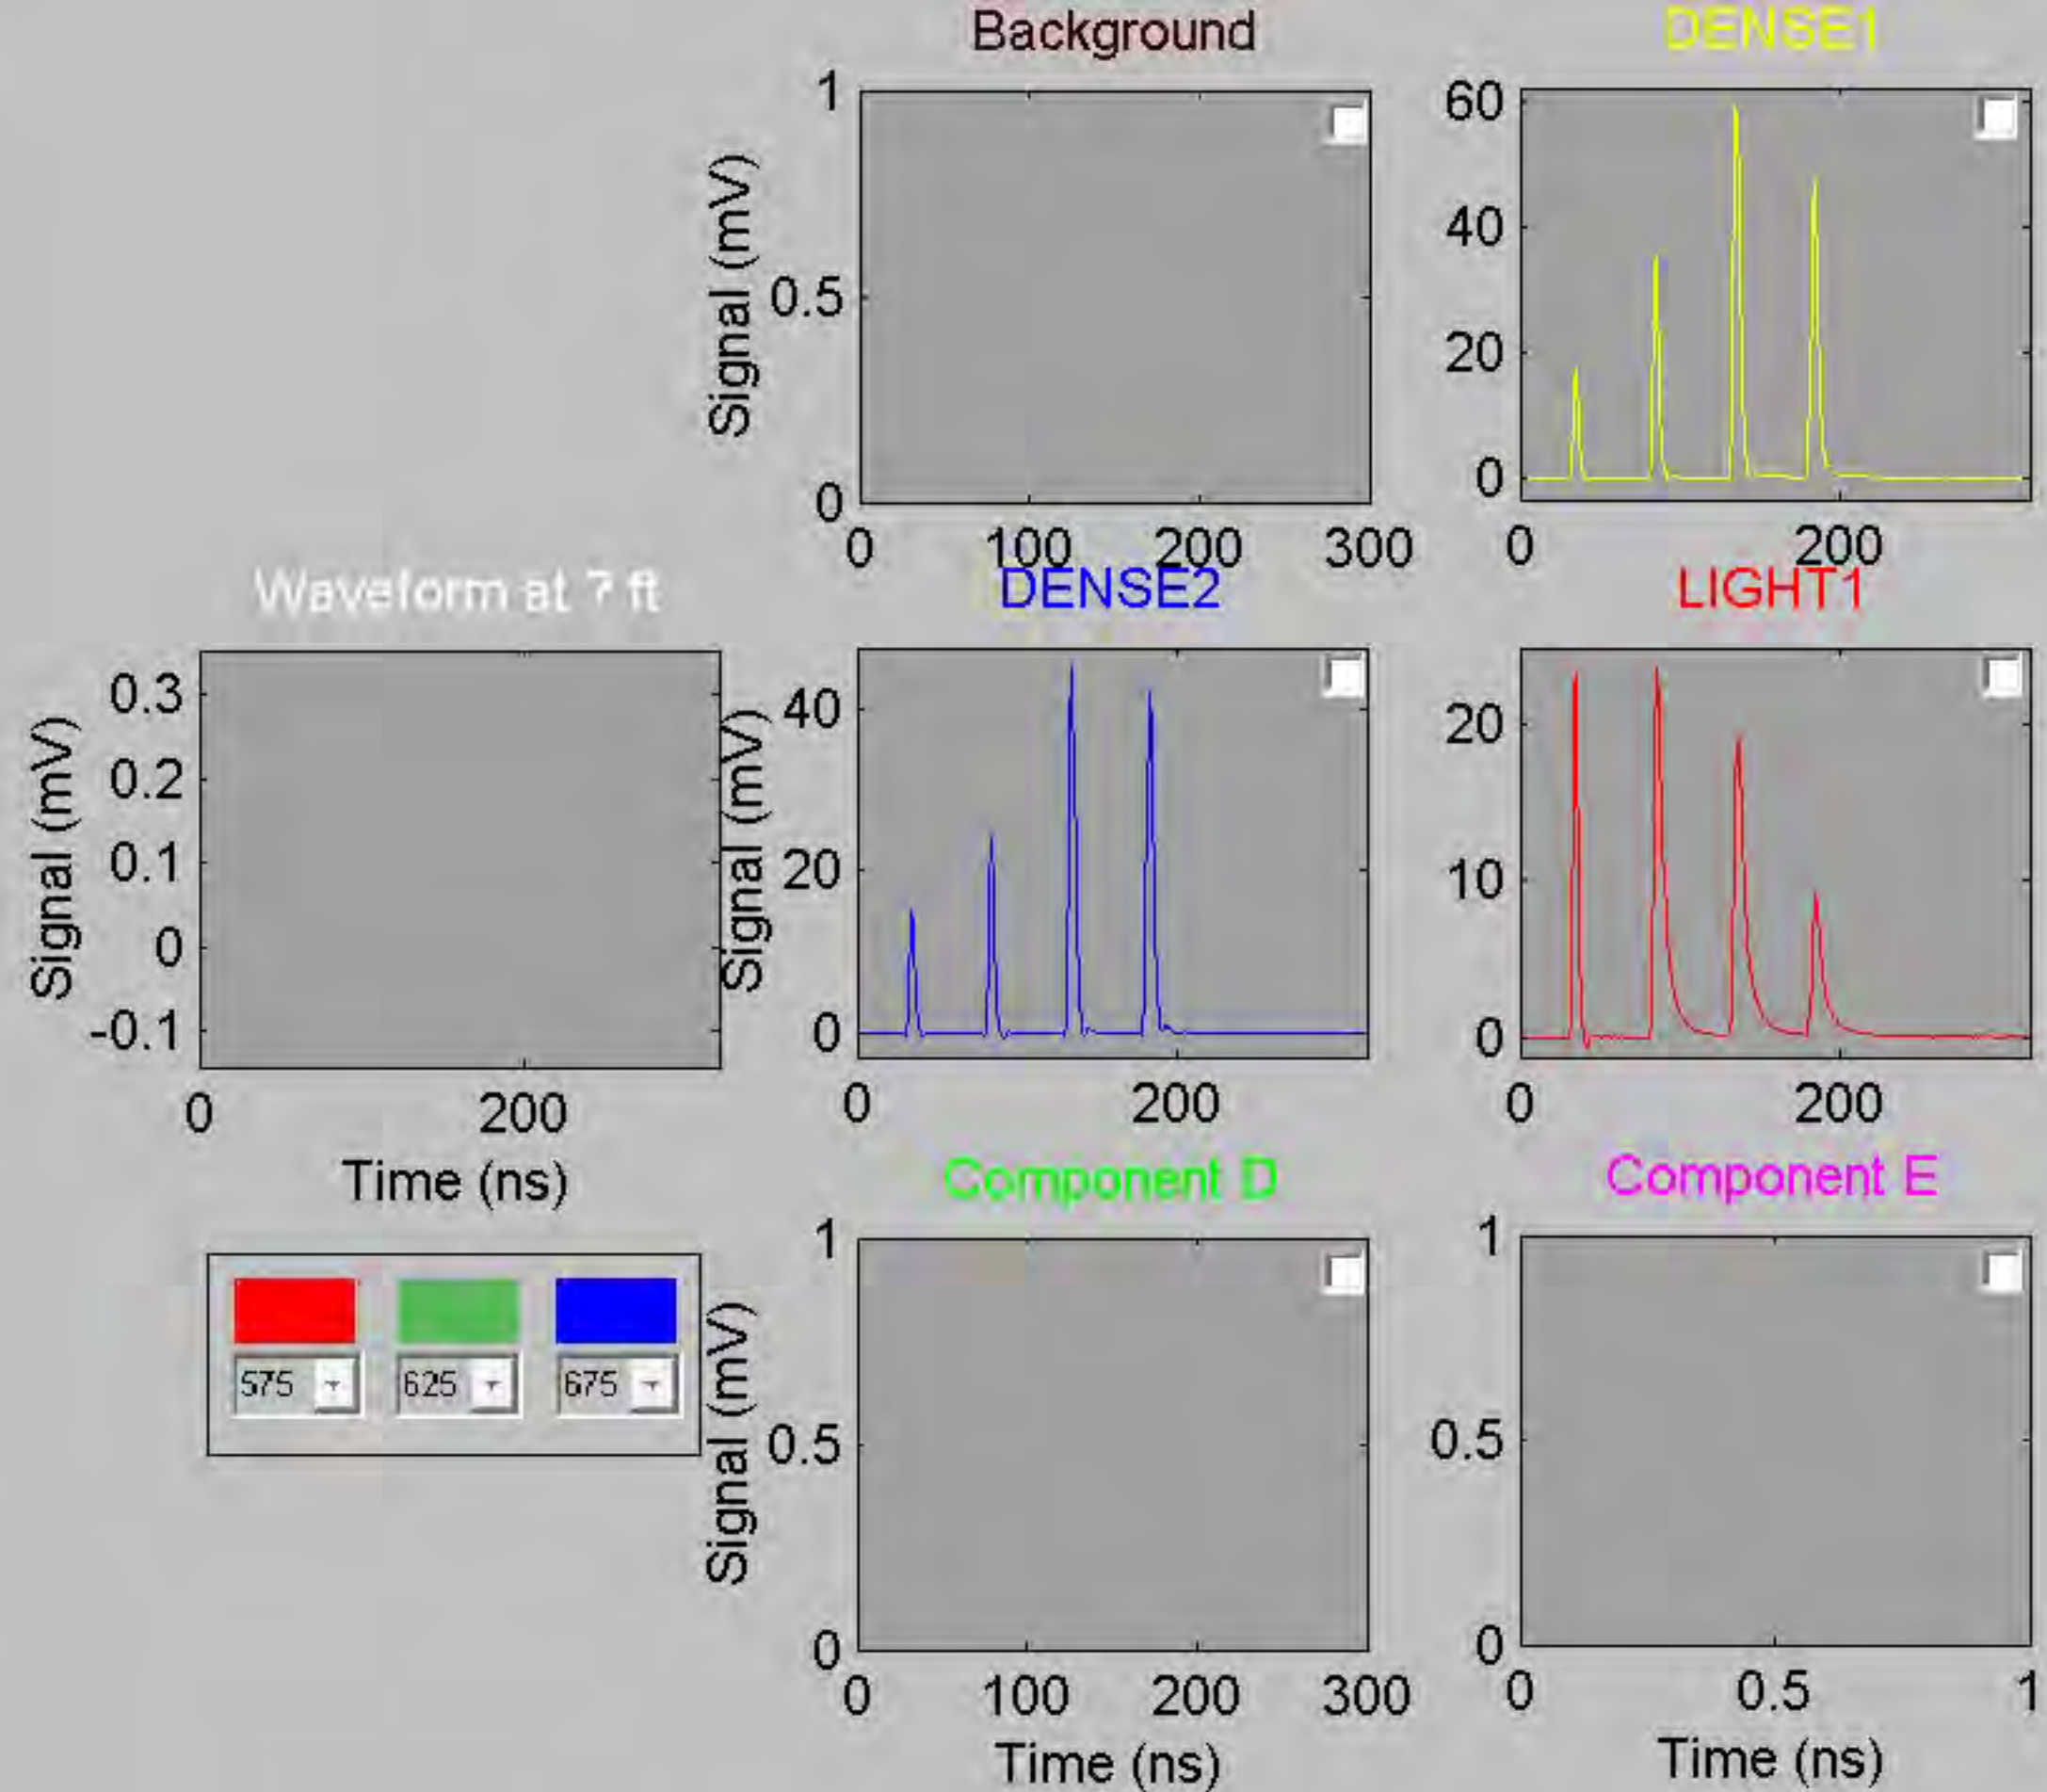 Background
Signal (mV)
1
0.5
0
0 100 200 300
DENSE1
60
40
20
0
0 200
Waveform at ? ft
Signal (mV)
0.3
0.2
0.1
0
-0.1
0 200
Time (ns)
DENSE2
Signal (mV)
40
20
0
0 200
LIGHT1
20
10
0
0 200
575 625 675
Component D
Signal (mV)
1
0.5
0
0 100 200 300
Time (ns)
Component E
1
0.5
0
0 0.5 1
Time (ns)